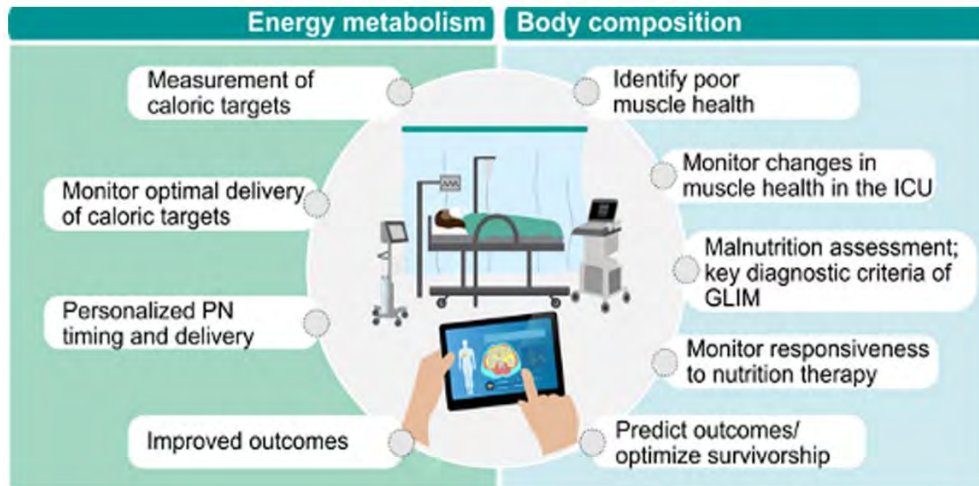 Energy metabolism
Measurement of
caloric targets
Monitor optimal delivery
of caloric targets
Personalized PN
timing and delivery
Improved outcomes
Body composition
Identify poor
muscle health
Monitor changes in
muscle health in the ICU
Malnutrition assessment;
key diagnostic criteria of
GLIM
Monitor responsiveness
to nutrition therapy
Predict outcomes/
optimize survivorship